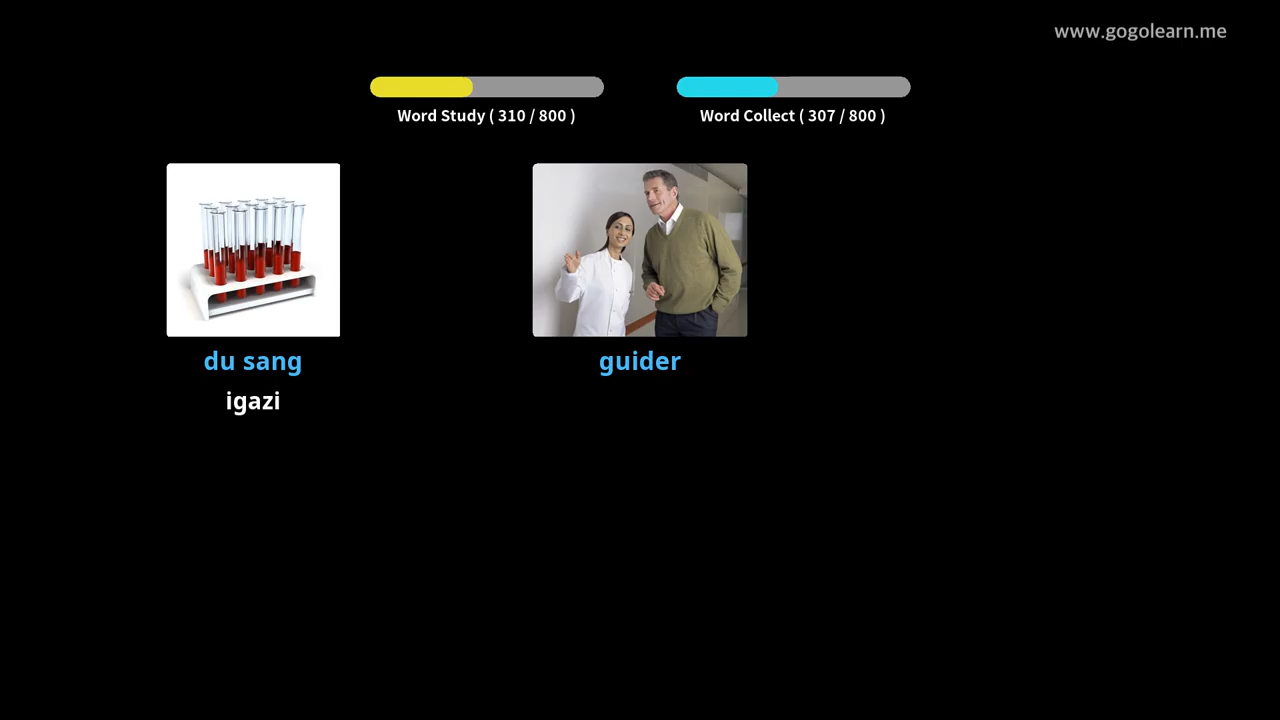 www.gogolearn.me
Word Study ( 310 / 800 )
Word Collect ( 307 / 800 )
du sang
igazi
guider